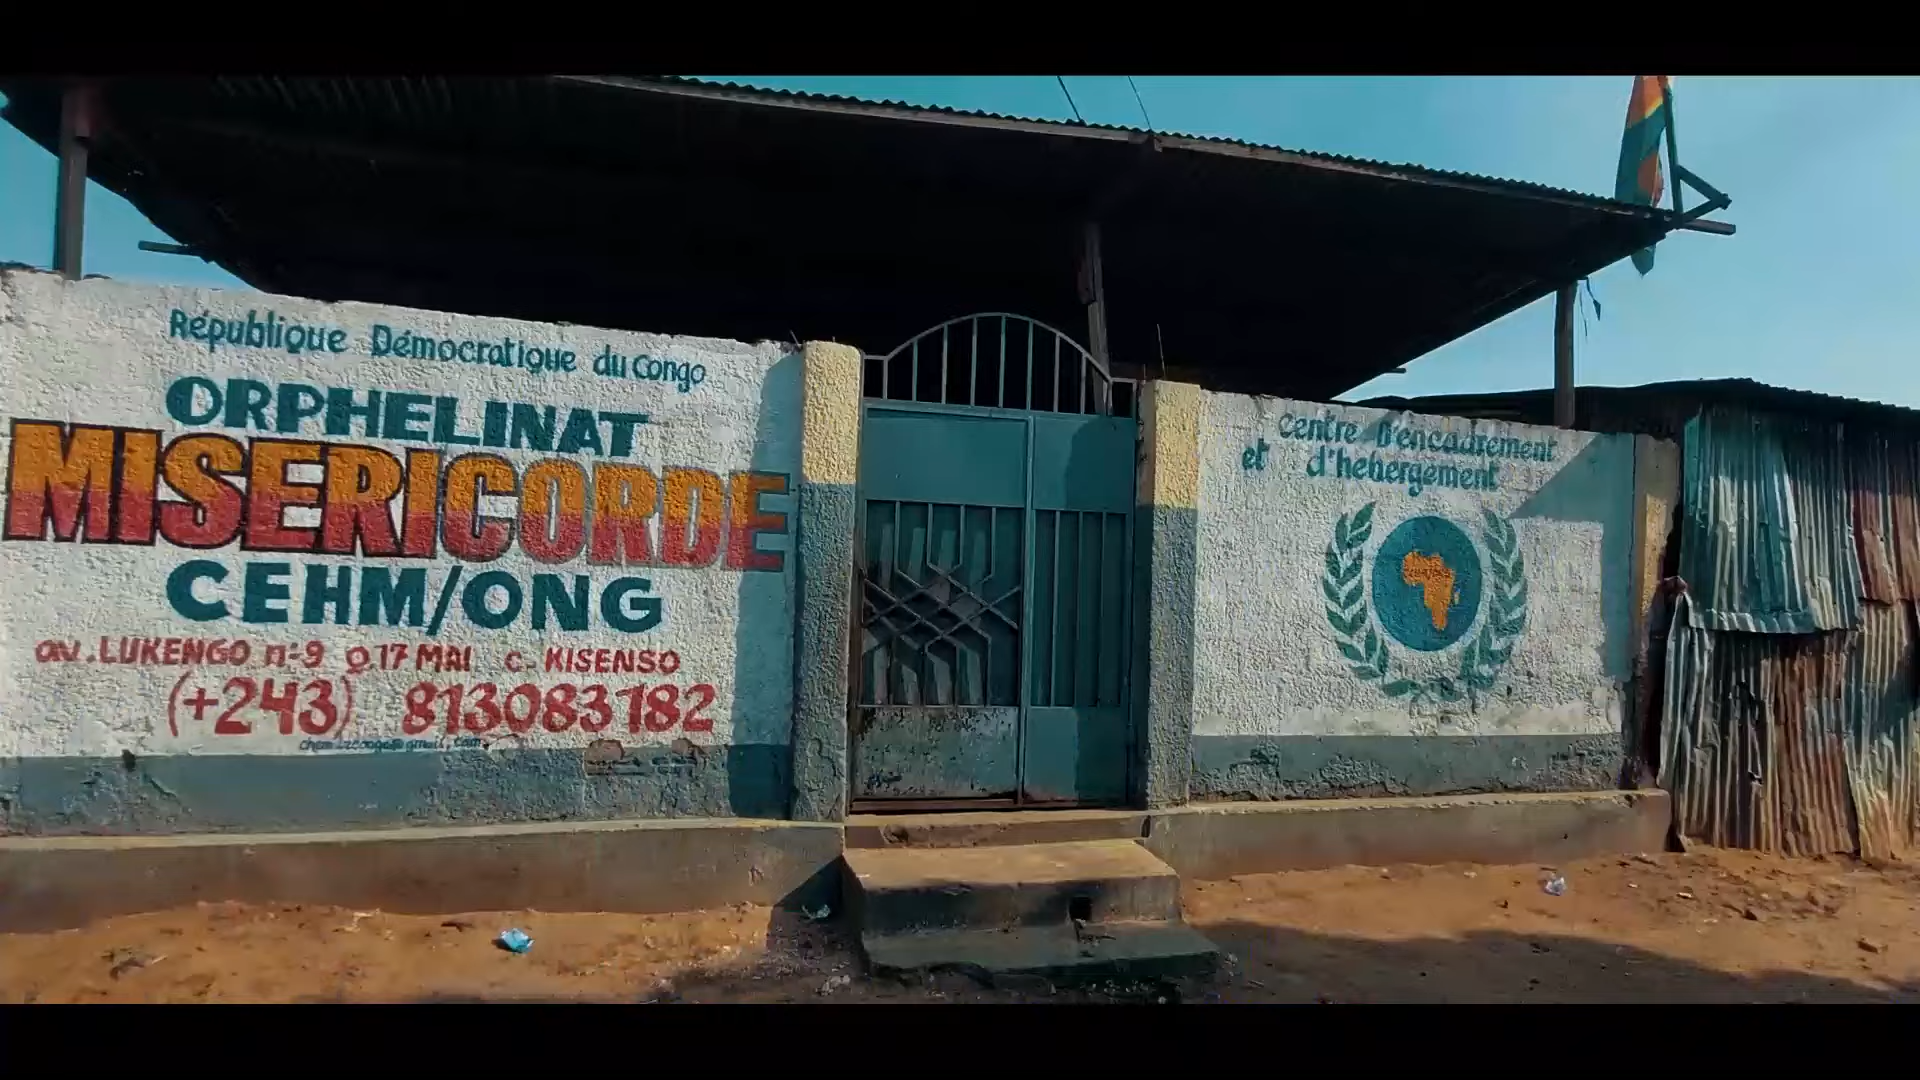 République Démocratique du Congo
ORPHELINAT
MISERICORDE
CEHM/ONG
av. LUKENGO n:9 Q.17 MAI C. KISENSO
(+243) 813083182
Centre D'encadrement
et d'hebergement